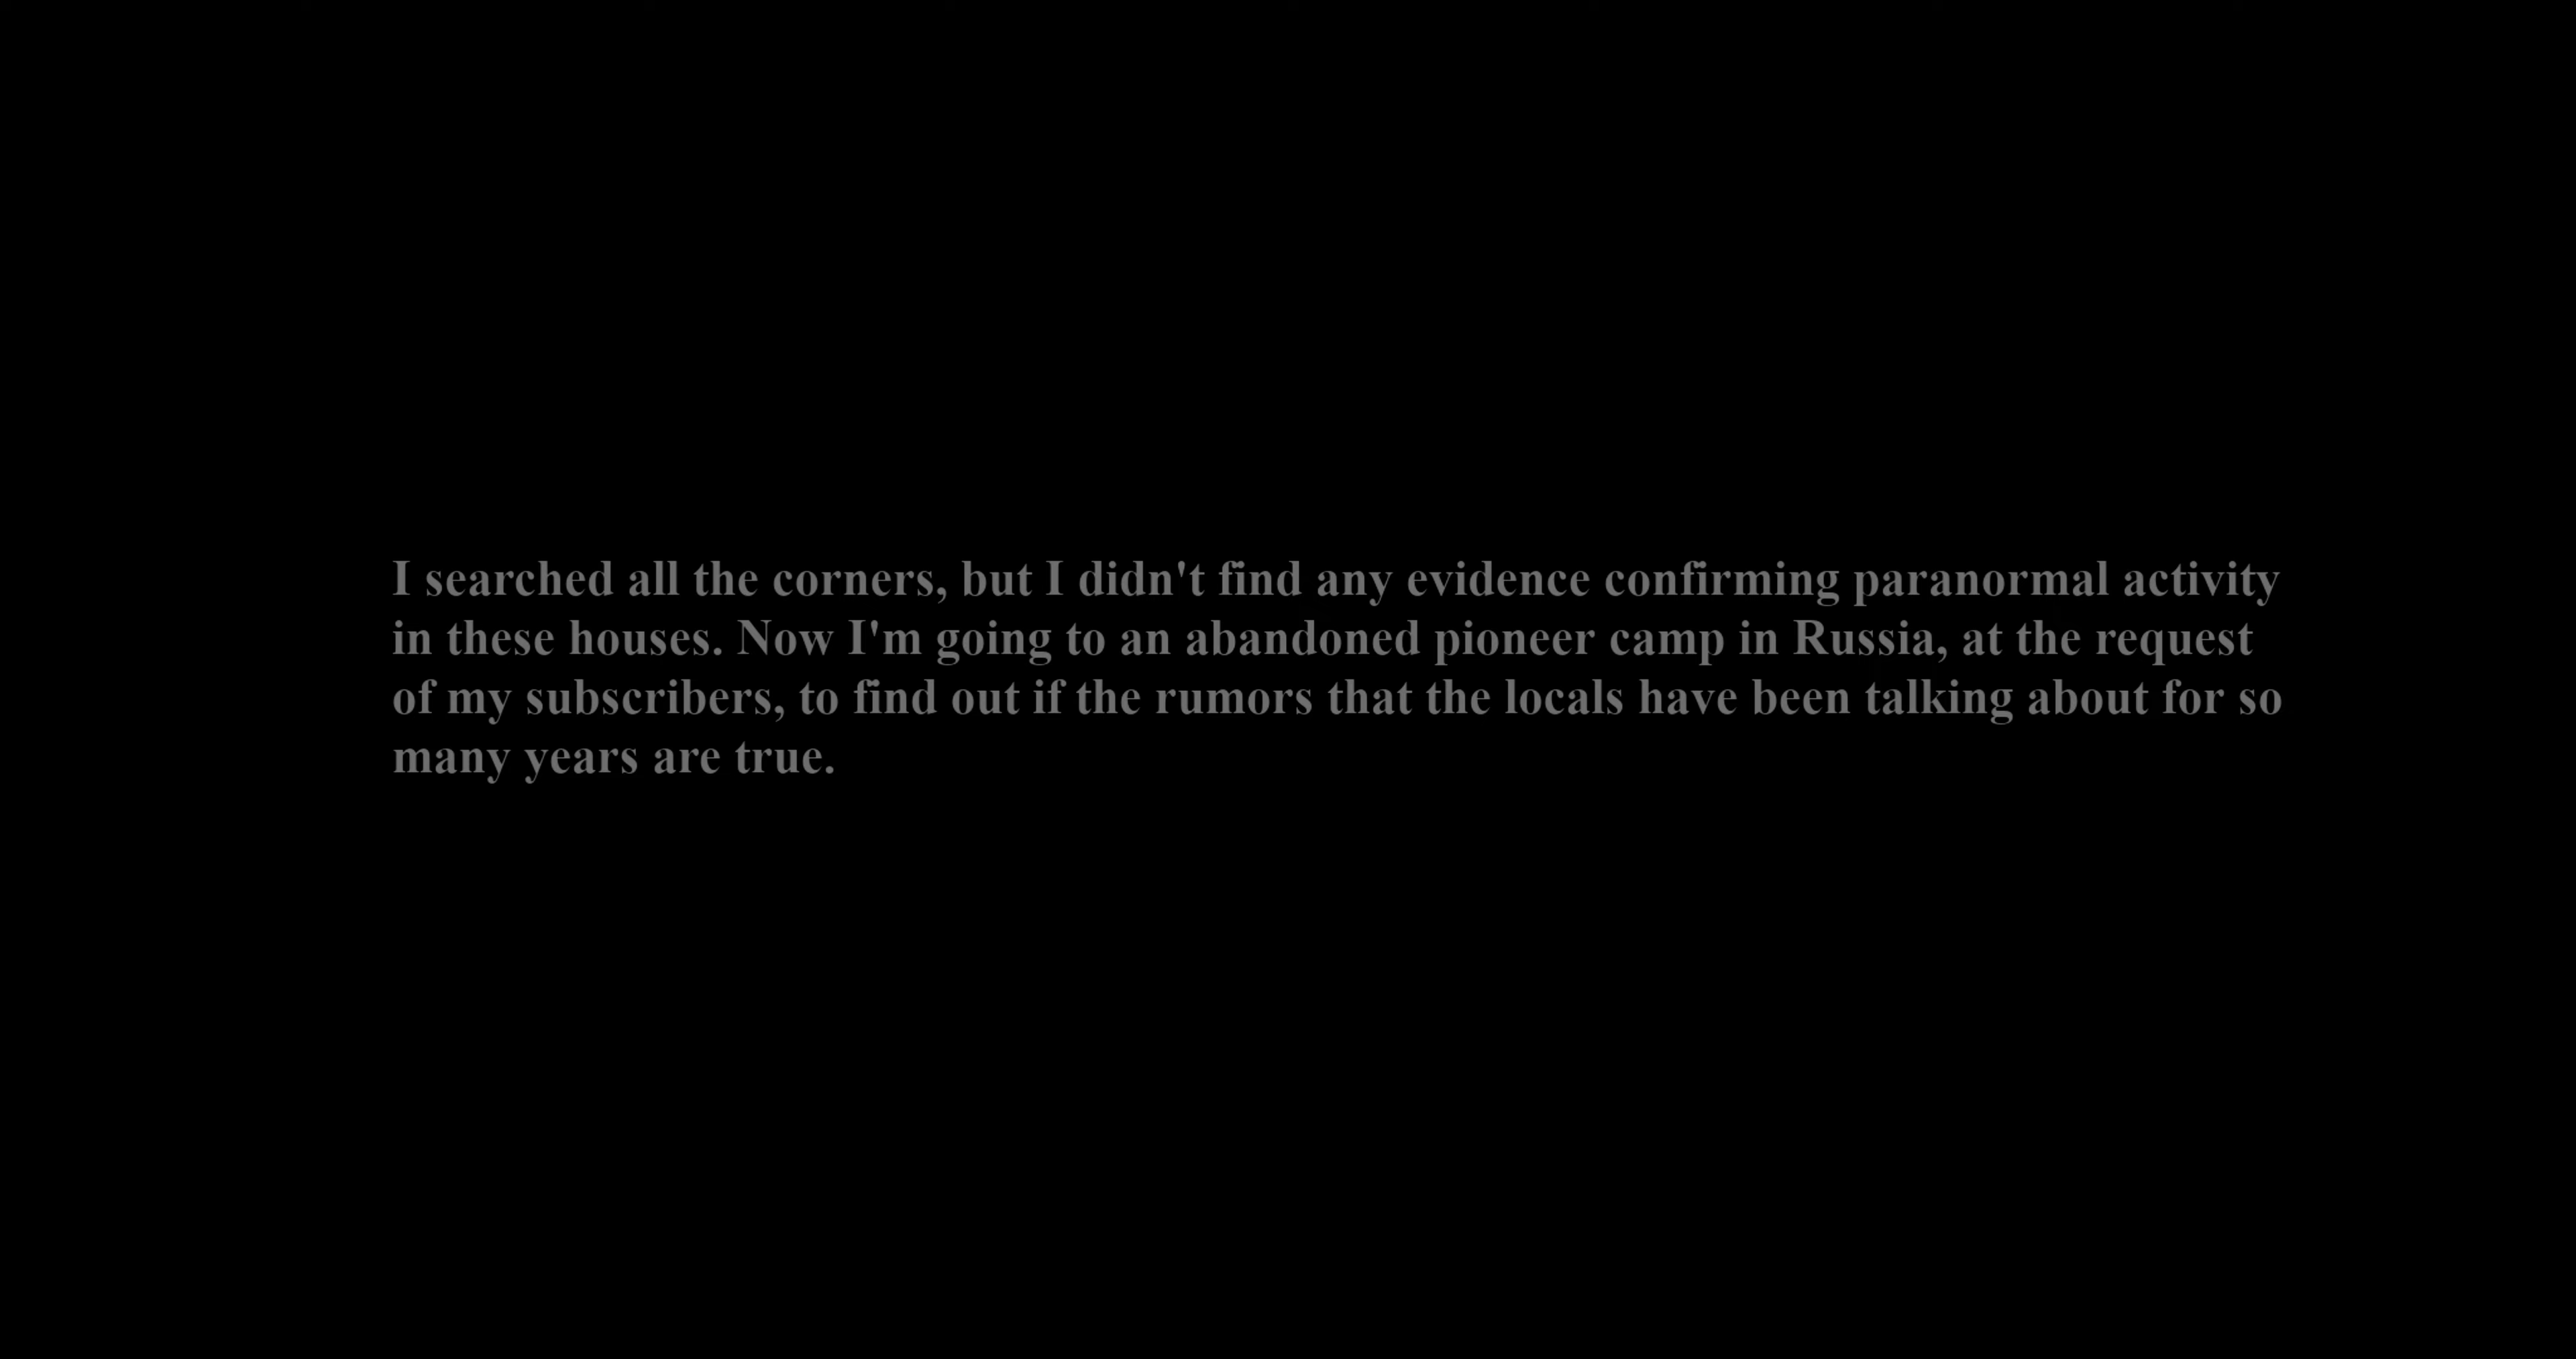 I searched all the corners, but I didn't find any evidence confirming paranormal activity
in these houses. Now I'm going to an abandoned pioneer camp in Russia, at the request
of my subscribers, to find out if the rumors that the locals have been talking about for so
many years are true.